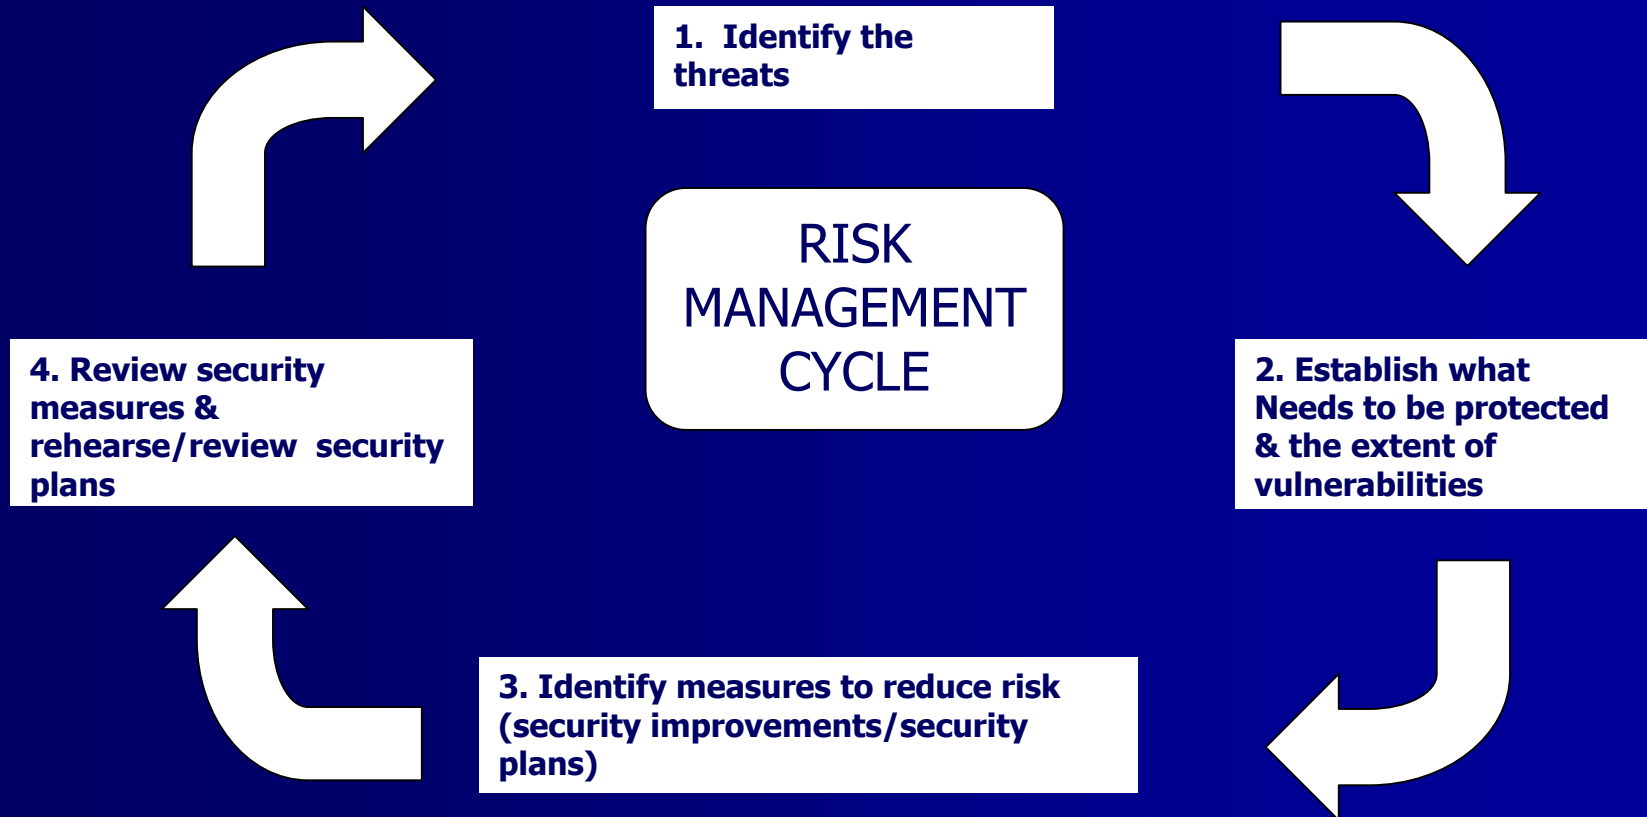 1. Identify the
threats
RISK
MANAGEMENT
CYCLE
2. Establish what
Needs to be protected
& the extent of
vulnerabilities
3. Identify measures to reduce risk
(security improvements/security
plans)
4. Review security
measures &
rehearse/review security
plans